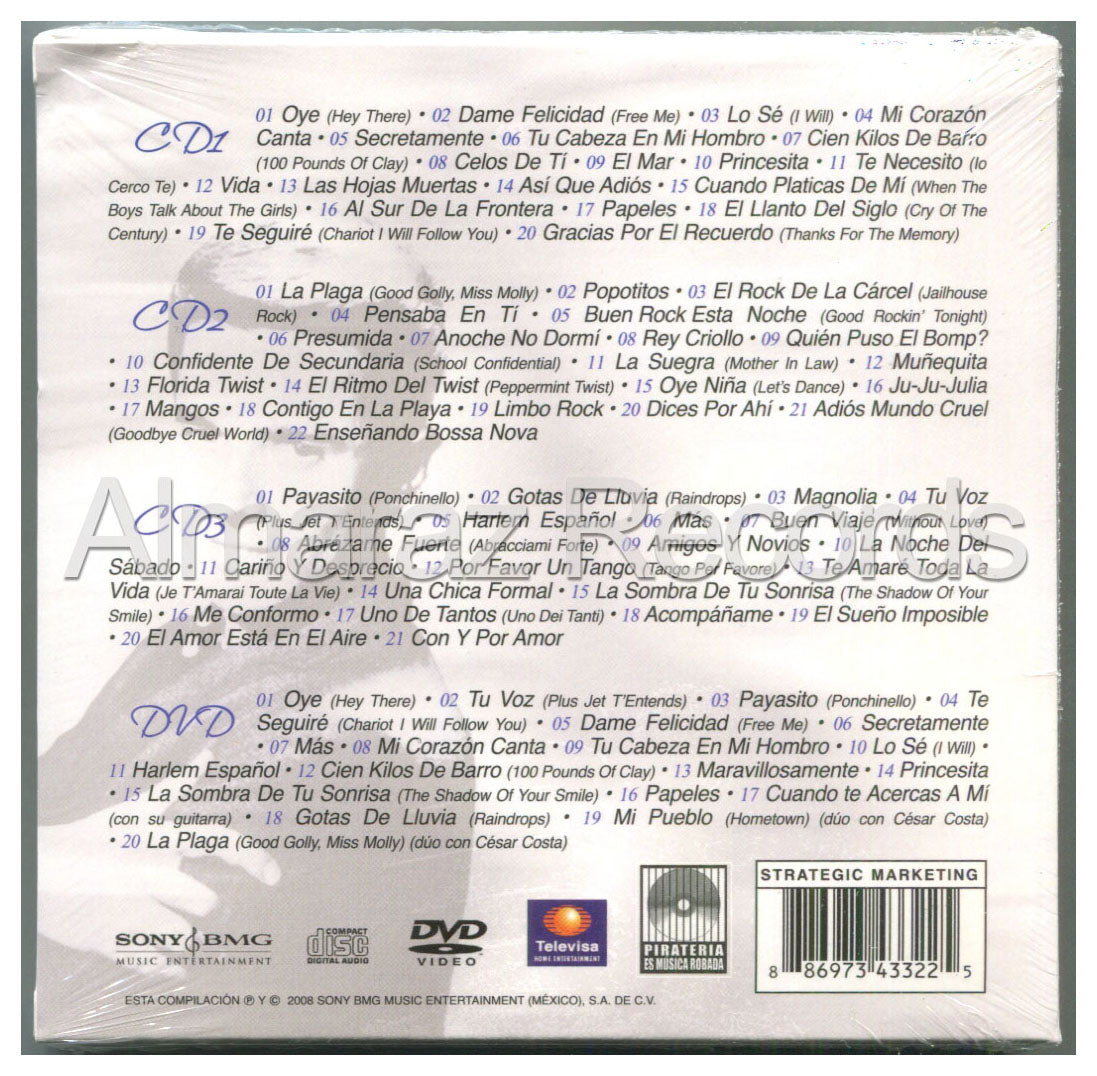 CD1
01 Oye (Hey There) • 02 Dame Felicidad (Free Me) • 03 Lo Sé (I Will) • 04 Mi Corazón
Canta • 05 Secretamente • 06 Tu Cabeza En Mi Hombro • 07 Cien Kilos De Barro
(100 Pounds Of Clay) • 08 Celos De Tí • 09 El Mar • 10 Princesita • 11 Te Necesito (Io
Cerco Te) • 12 Vida • 13 Las Hojas Muertas • 14 Así Que Adiós • 15 Cuando Platicas De Mí (When The
Boys Talk About The Girls) • 16 Al Sur De La Frontera • 17 Papeles • 18 El Llanto Del Siglo (Cry Of The
Century) • 19 Te Seguiré (Chariot I Will Follow You) • 20 Gracias Por El Recuerdo (Thanks For The Memory)
CD2
01 La Plaga (Good Golly, Miss Molly) • 02 Popotitos • 03 El Rock De La Cárcel (Jailhouse
Rock) • 04 Pensaba En Tí • 05 Buen Rock Esta Noche (Good Rockin' Tonight)
• 06 Presumida • 07 Anoche No Dormí • 08 Rey Criollo • 09 Quién Puso El Bomp?
• 10 Confidente De Secundaria (School Confidential) • 11 La Suegra (Mother In Law) • 12 Muñequita
• 13 Florida Twist • 14 El Ritmo Del Twist (Peppermint Twist) • 15 Oye Niña (Let's Dance) • 16 Ju-Ju-Julia
• 17 Mangos • 18 Contigo En La Playa • 19 Limbo Rock • 20 Dices Por Ahí • 21 Adiós Mundo Cruel
(Goodbye Cruel World) • 22 Enseñando Bossa Nova
Almaraz Records
CD3
01 Payasito (Ponchinello) • 02 Gotas De Lluvia (Raindrops) • 03 Magnolia • 04 Tu Voz
(Plus Jet T'Entends) • 05 Harlem Español • 06 Más • 07 Buen Viaje (Without Love)
• 08 Abrázame Fuerte (Abracciami Forte) • 09 Amigos Y Novios • 10 La Noche Del
Sábado • 11 Cariño Y Desprecio • 12 Por Favor Un Tango (Tango Per Favore) • 13 Te Amaré Toda La
Vida (Je T'Amarai Toute La Vie) • 14 Una Chica Formal • 15 La Sombra De Tu Sonrisa (The Shadow Of Your
Smile) • 16 Me Conformo • 17 Uno De Tantos (Uno Dei Tanti) • 18 Acompáñame • 19 El Sueño Imposible
• 20 El Amor Está En El Aire • 21 Con Y Por Amor
DVD
01 Oye (Hey There) • 02 Tu Voz (Plus Jet T'Entends) • 03 Payasito (Ponchinello) • 04 Te
Seguiré (Chariot I Will Follow You) • 05 Dame Felicidad (Free Me) • 06 Secretamente
• 07 Más • 08 Mi Corazón Canta • 09 Tu Cabeza En Mi Hombro • 10 Lo Sé (I Will) •
11 Harlem Español • 12 Cien Kilos De Barro (100 Pounds Of Clay) • 13 Maravillosamente • 14 Princesita
• 15 La Sombra De Tu Sonrisa (The Shadow Of Your Smile) • 16 Papeles • 17 Cuando te Acercas A Mí
(con su guitarra) • 18 Gotas De Lluvia (Raindrops) • 19 Mi Pueblo (Hometown) (dúo con César Costa)
• 20 La Plaga (Good Golly, Miss Molly) (dúo con César Costa)
SONY BMG
MUSIC ENTERTAINMENT
COMPACT
disc
DIGITAL AUDIO
DVD
VIDEO™
Televisa
HOME ENTERTAINMENT
PIRATERIA
ES MÚSICA ROBADA
STRATEGIC MARKETING
8 86973 43322 5
ESTA COMPILACIÓN ℗ Y © 2008 SONY BMG MUSIC ENTERTAINMENT (MÉXICO), S.A. DE C.V.